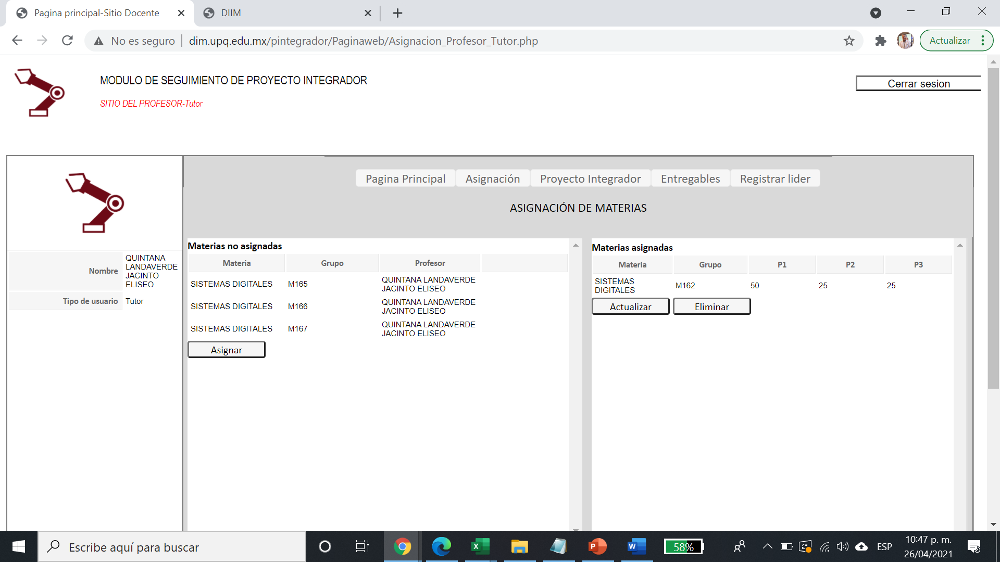 Pagina principal-Sitio Docente
DIIM
No es seguro
dim.upq.edu.mx/pintegrador/Paginaweb/Asignacion_Profesor_Tutor.php
Actualizar
MODULO DE SEGUIMIENTO DE PROYECTO INTEGRADOR
Cerrar sesion
SITIO DEL PROFESOR-Tutor
Pagina Principal
Asignación
Proyecto Integrador
Entregables
Registrar lider
ASIGNACIÓN DE MATERIAS
Nombre
QUINTANA
LANDAVERDE
JACINTO
ELISEO
Tipo de usuario
Tutor
Materias no asignadas
Materia Grupo Profesor
SISTEMAS DIGITALES M165 QUINTANA LANDAVERDE
JACINTO ELISEO
SISTEMAS DIGITALES M166 QUINTANA LANDAVERDE
JACINTO ELISEO
SISTEMAS DIGITALES M167 QUINTANA LANDAVERDE
JACINTO ELISEO
Asignar
Materias asignadas
Materia Grupo P1 P2 P3
SISTEMAS
DIGITALES M162 50 25 25
Actualizar
Eliminar
Escribe aquí para buscar
58%
ESP
10:47 p. m.
26/04/2021